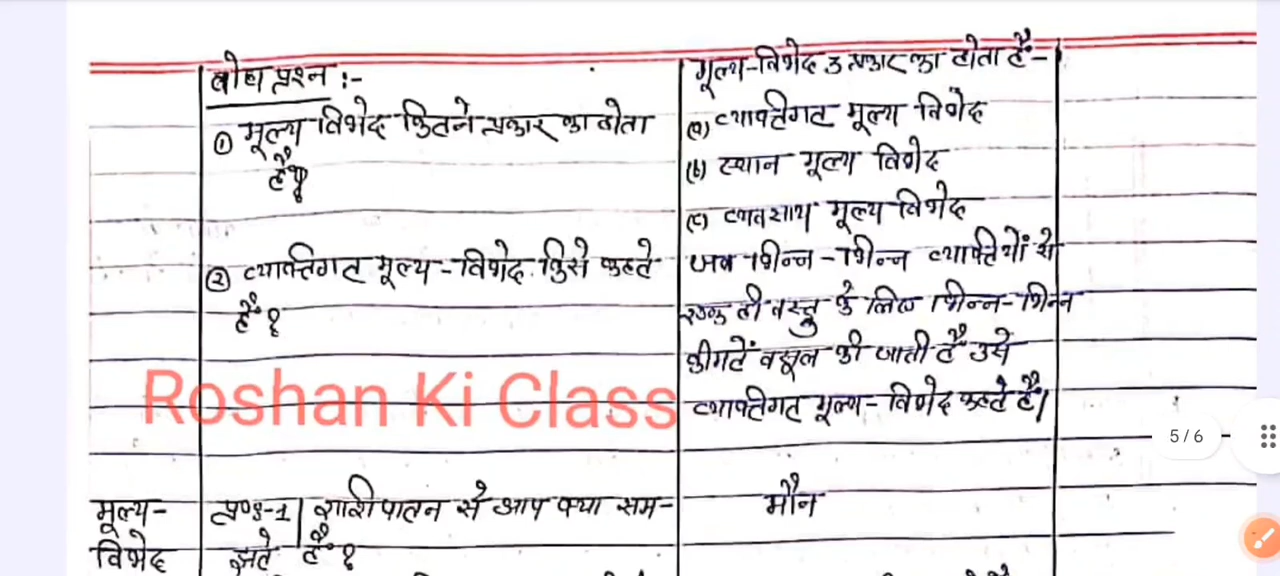 बोध प्रश्न :-
① मूल्य विभेद कितने प्रकार का होता
है?
② व्यक्तिगत मूल्य-विभेद किसे कहते
हैं?
मूल्य-विभेद 3 प्रकार का होता है-
(a) व्यक्तिगत मूल्य विभेद
(b) स्थान मूल्य विभेद
(c) व्यवसाय मूल्य विभेद
जब भिन्न-भिन्न व्यक्तियों से
एक ही वस्तु के लिए भिन्न-भिन्न
कीमतें वसूल की जाती हैं उसे
व्यक्तिगत मूल्य-विभेद कहते हैं।
Roshan Ki Class
5/6
मूल्य-
विभेद
प्र०s-1 राशिपातन से आप क्या सम-
झते हैं?
मौन